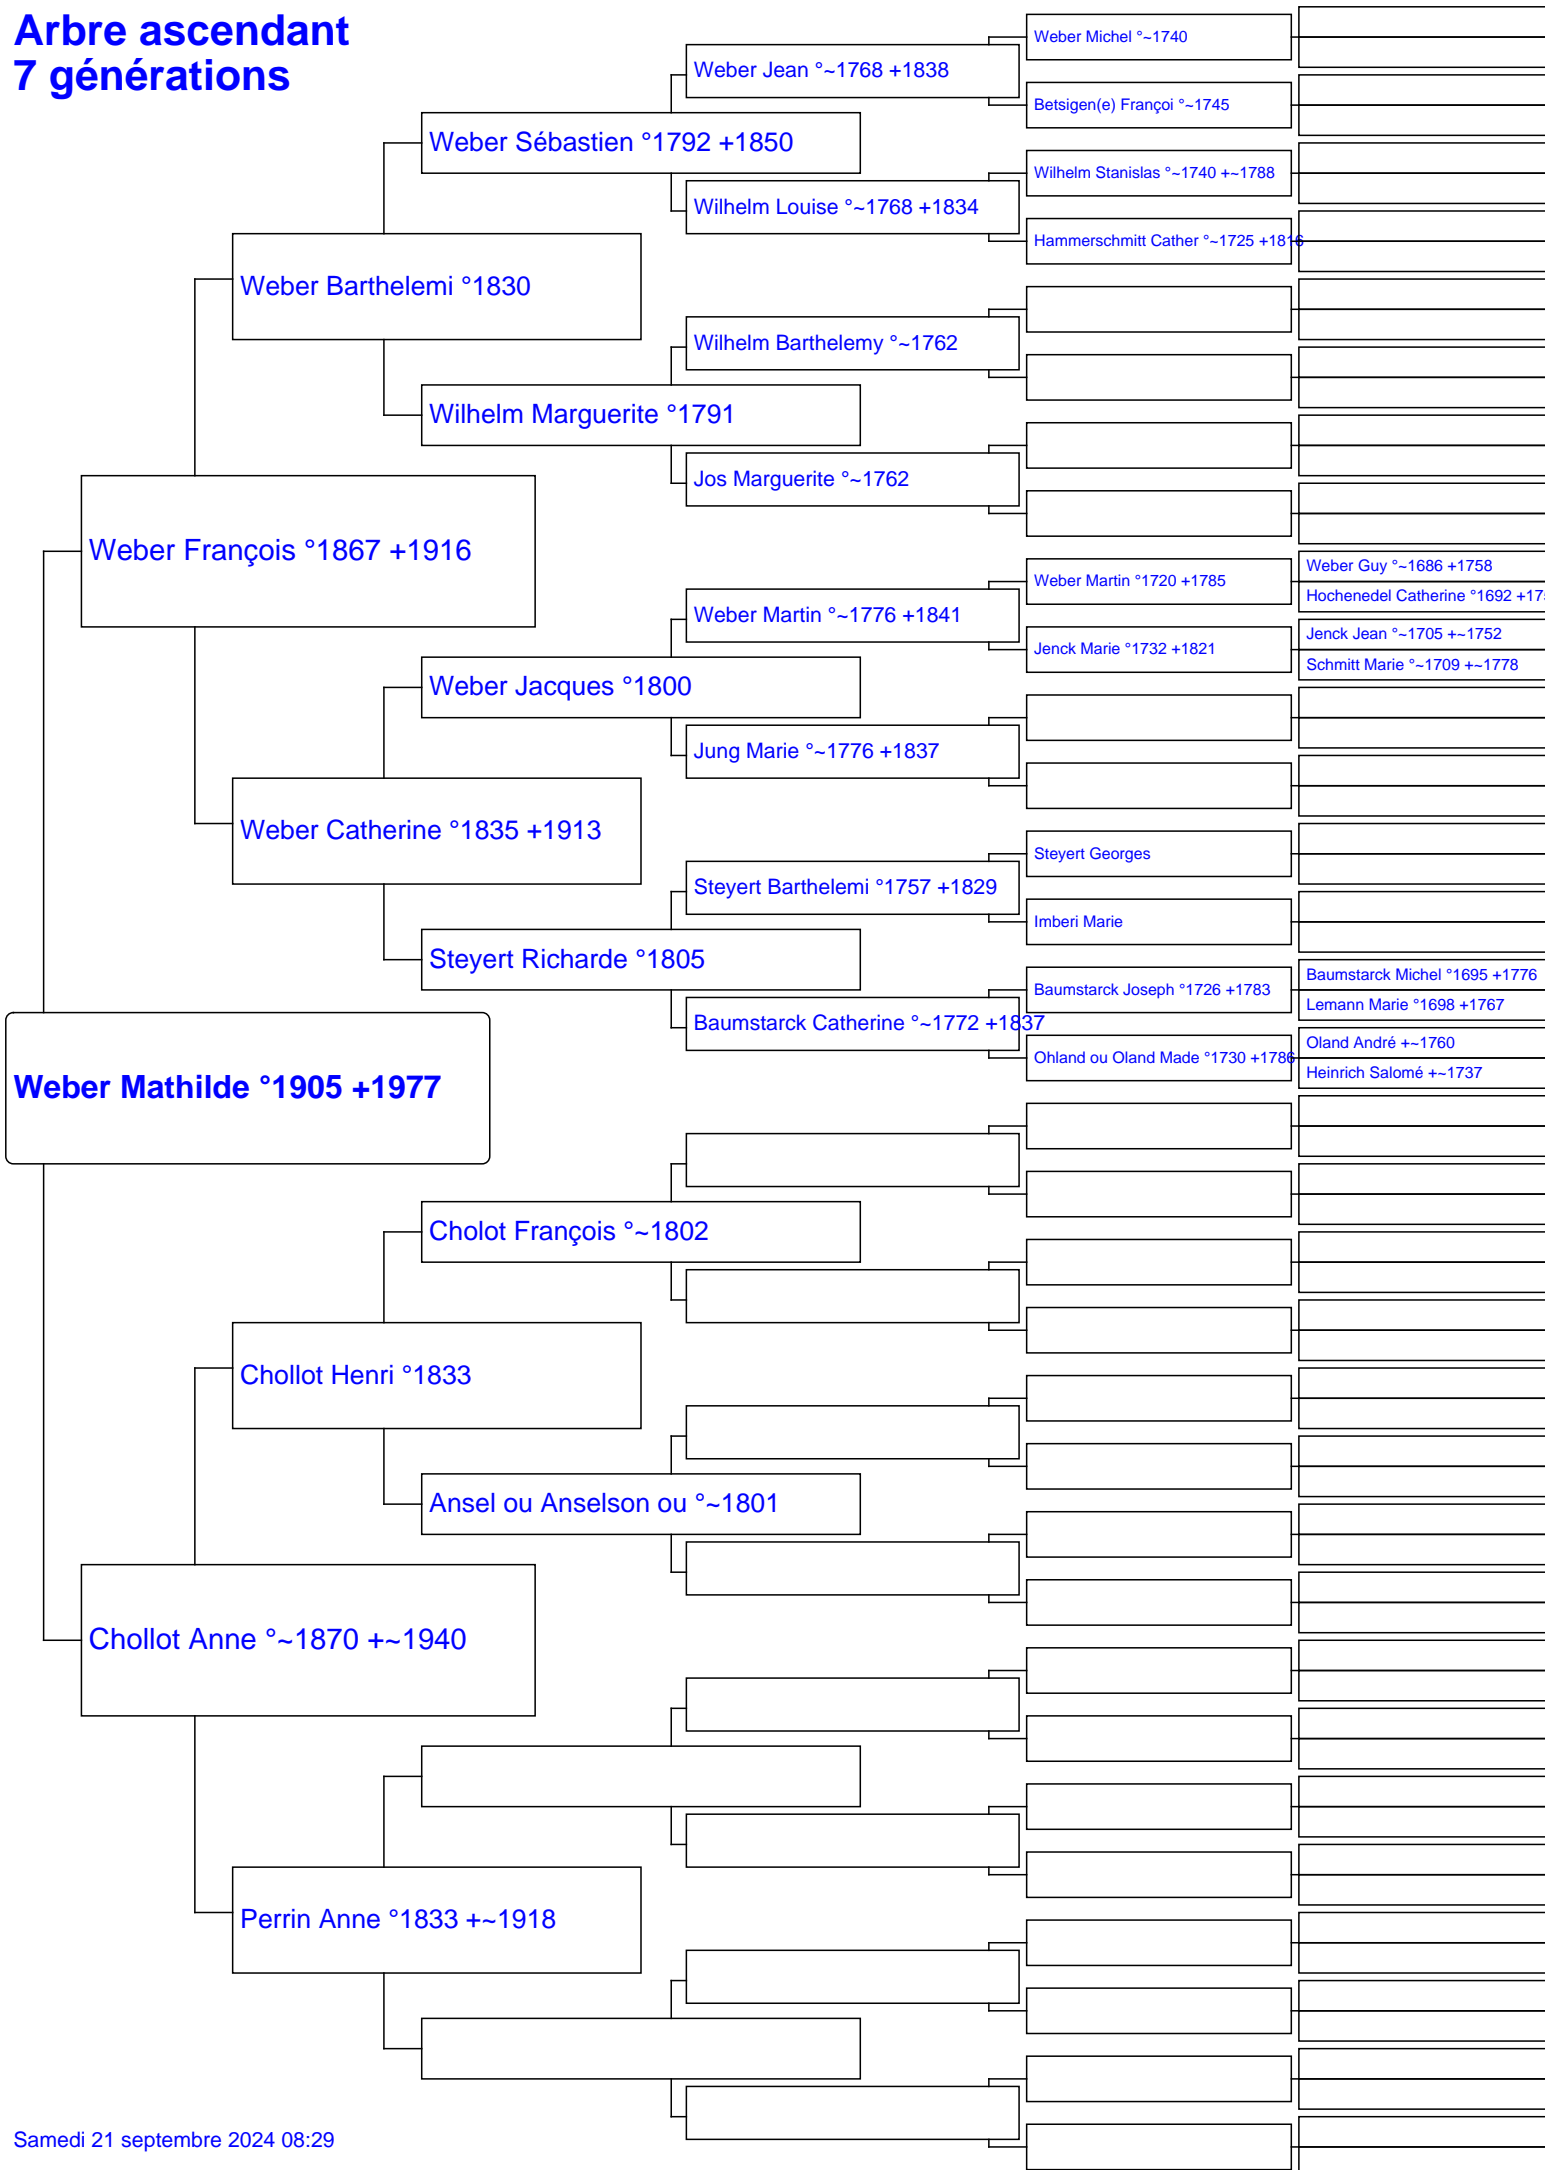 Arbre ascendant
7 générations
Weber Michel °~1740
Weber Jean °~1768 +1838
Betsigen(e) Françoi °~1745
Weber Sébastien °1792 +1850
Wilhelm Stanislas °~1740 +~1788
Wilhelm Louise °~1768 +1834
Hammerschmitt Cather °~1725 +1816
Weber Barthelemi °1830
Wilhelm Barthelemy °~1762
Wilhelm Marguerite °1791
Jos Marguerite °~1762
Weber François °1867 +1916
Weber Guy °~1686 +1758
Weber Martin °1720 +1785
Hochenedel Catherine °1692 +175
Weber Martin °~1776 +1841
Jenck Jean °~1705 +~1752
Jenck Marie °1732 +1821
Schmitt Marie °~1709 +~1778
Weber Jacques °1800
Jung Marie °~1776 +1837
Weber Catherine °1835 +1913
Steyert Georges
Steyert Barthelemi °1757 +1829
Imberi Marie
Steyert Richarde °1805
Baumstarck Michel °1695 +1776
Baumstarck Joseph °1726 +1783
Lemann Marie °1698 +1767
Baumstarck Catherine °~1772 +1837
Oland André +~1760
Ohland ou Oland Made °1730 +1786
Heinrich Salomé +~1737
Weber Mathilde °1905 +1977
Cholot François °~1802
Chollot Henri °1833
Ansel ou Anselson ou °~1801
Chollot Anne °~1870 +~1940
Perrin Anne °1833 +~1918
Samedi 21 septembre 2024 08:29